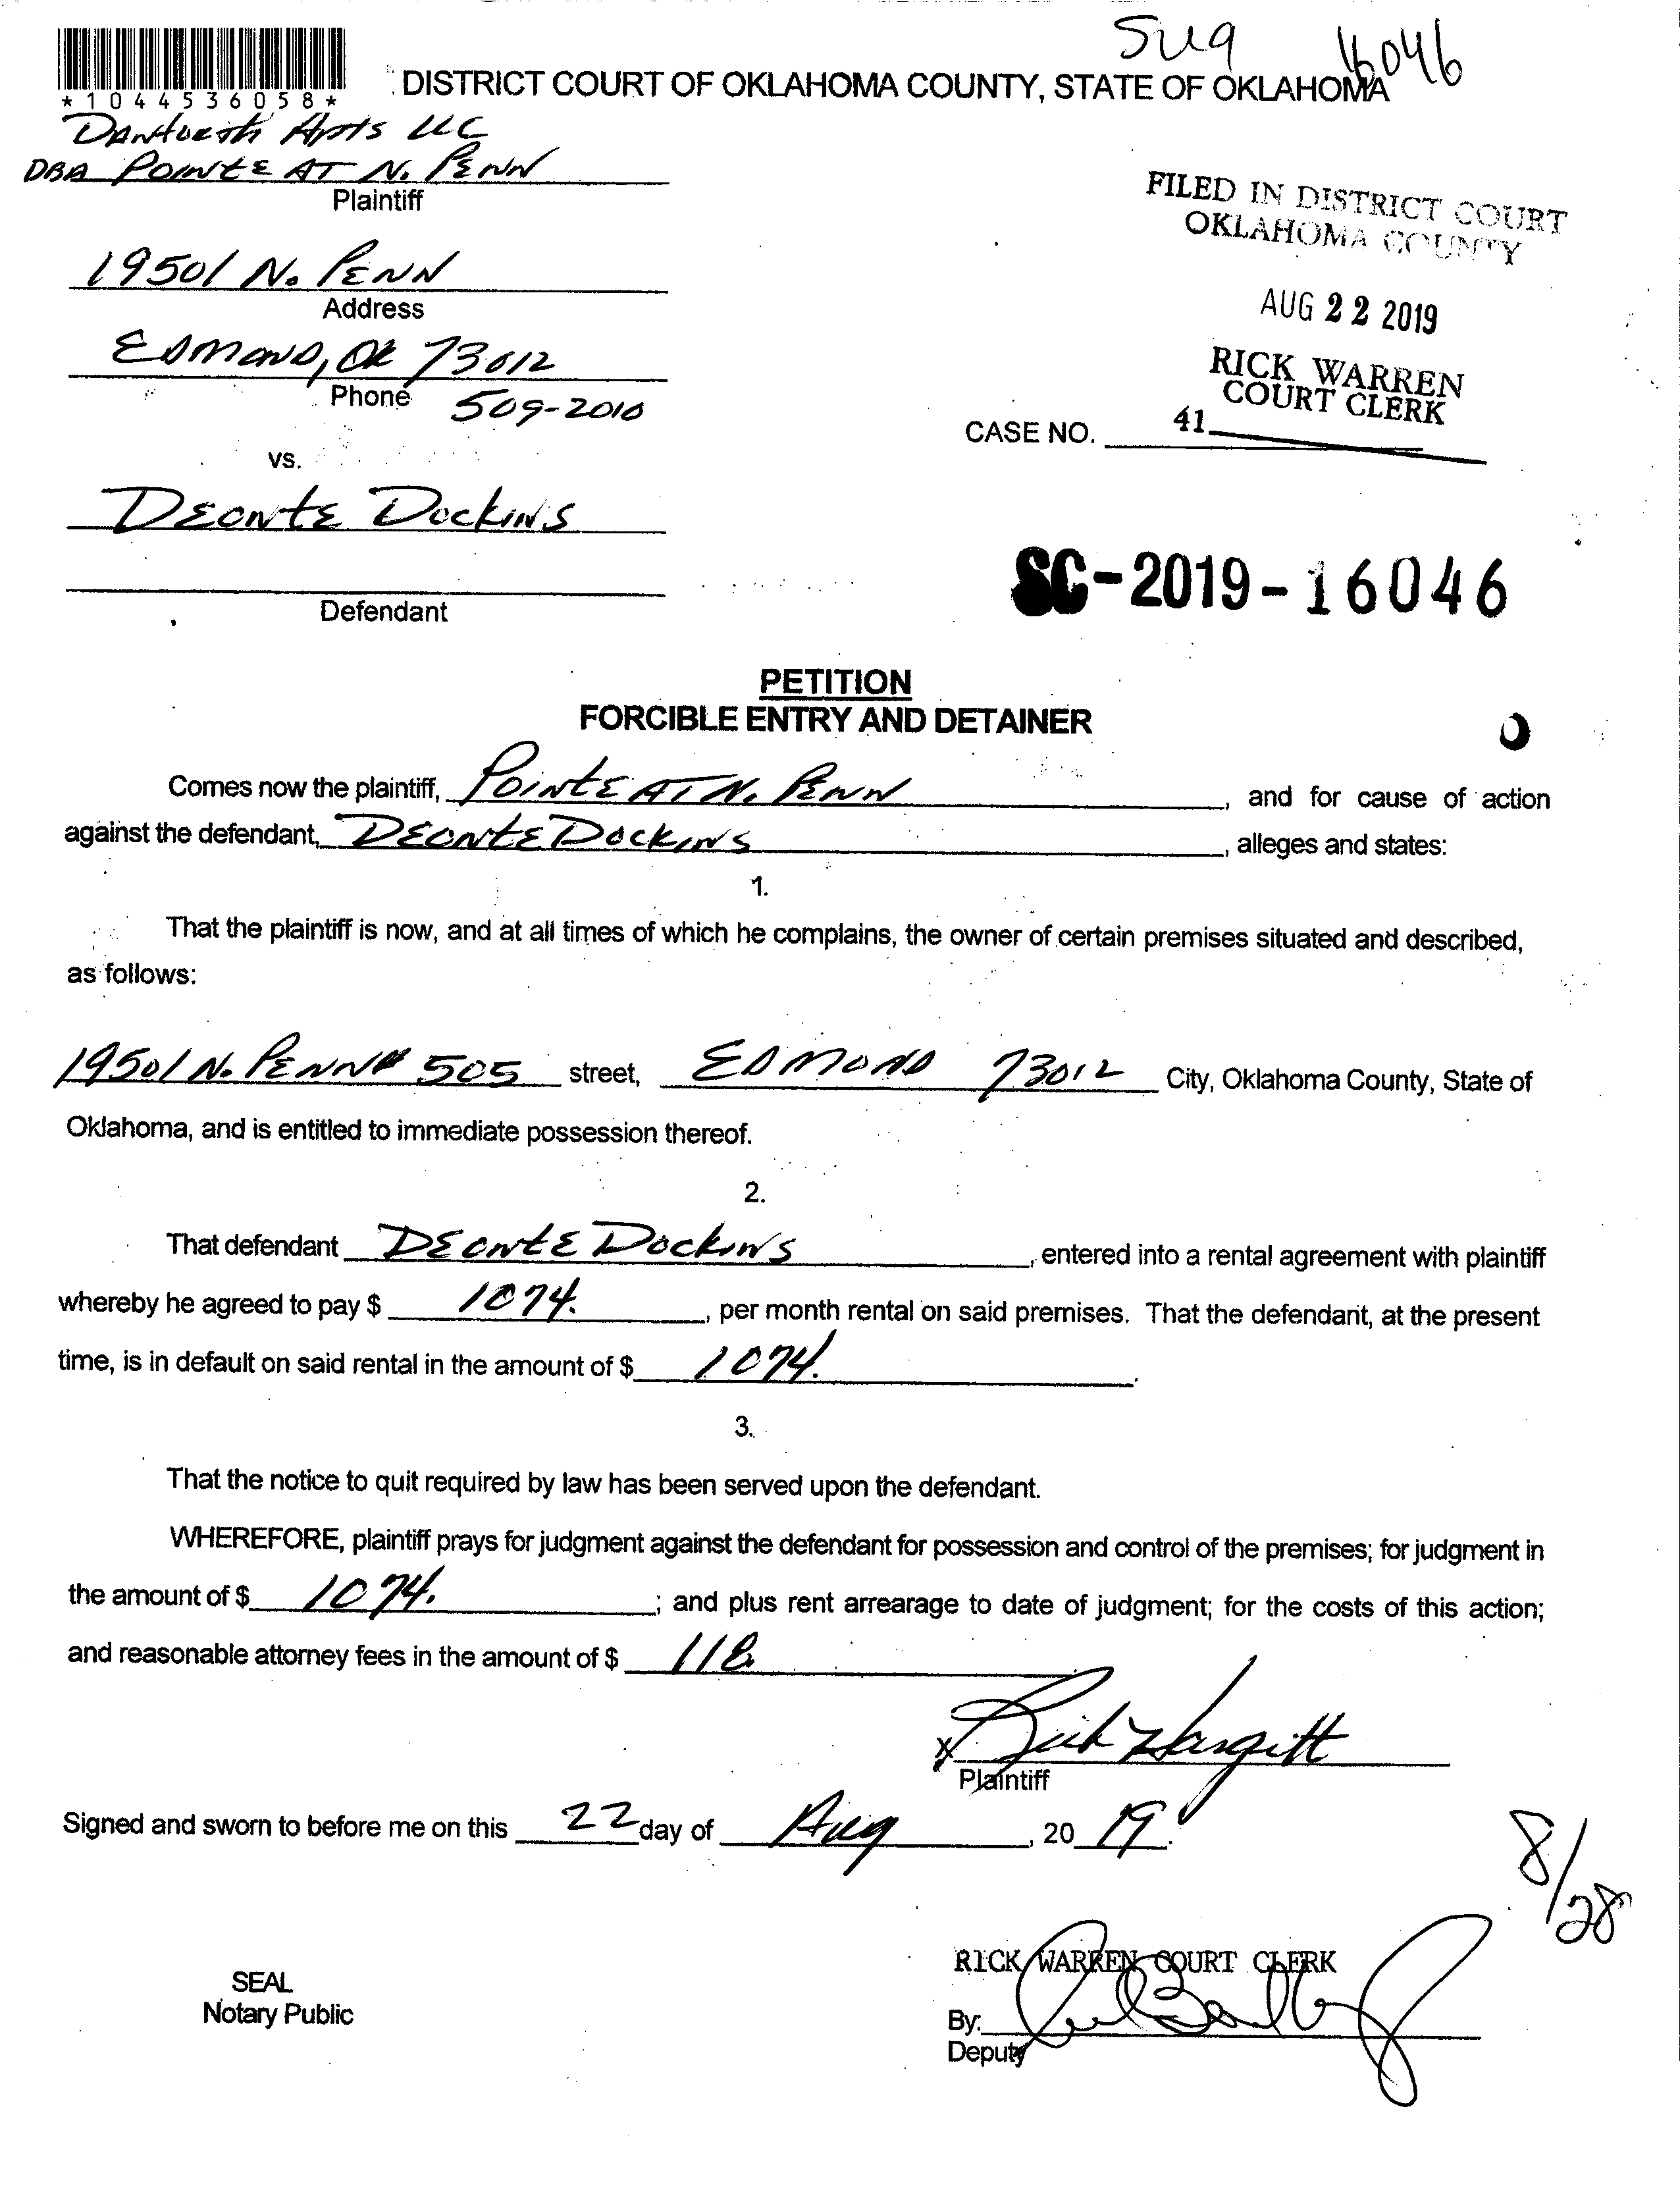 16046
*1044536058*
DISTRICT COURT OF OKLAHOMA COUNTY, STATE OF OKLAHOMA
Danforth Apts LLC
DBA Pointe at N. Penn
Plaintiff
FILED IN DISTRICT COURT
OKLAHOMA COUNTY
19501 N. Penn
Address
AUG 22 2019
Edmond, Ok 73012
RICK WARREN
COURT CLERK
Phone 509-2010
41
CASE NO.
vs.
Deonte Dockins
SC-2019-16046
Defendant
PETITION
FORCIBLE ENTRY AND DETAINER
Comes now the plaintiff, Pointe at N. Penn, and for cause of action
against the defendant, Deonte Dockins, alleges and states:
1.
That the plaintiff is now, and at all times of which he complains, the owner of certain premises situated and described,
as follows:
19501 N. Penn # 505 street, Edmond 73012 City, Oklahoma County, State of
Oklahoma, and is entitled to immediate possession thereof.
2.
That defendant Deonte Dockins, entered into a rental agreement with plaintiff
whereby he agreed to pay $ 1074., per month rental on said premises. That the defendant, at the present
time, is in default on said rental in the amount of $ 1074..
3.
That the notice to quit required by law has been served upon the defendant.
WHEREFORE, plaintiff prays for judgment against the defendant for possession and control of the premises; for judgment in
the amount of $ 1074.; and plus rent arrearage to date of judgment; for the costs of this action;
and reasonable attorney fees in the amount of $ 118.
X Rick Hargitt
Plaintiff
Signed and sworn to before me on this 22 day of Aug, 20 19.
8/28
RICK WARREN COURT CLERK
SEAL
Notary Public
By:
Deputy